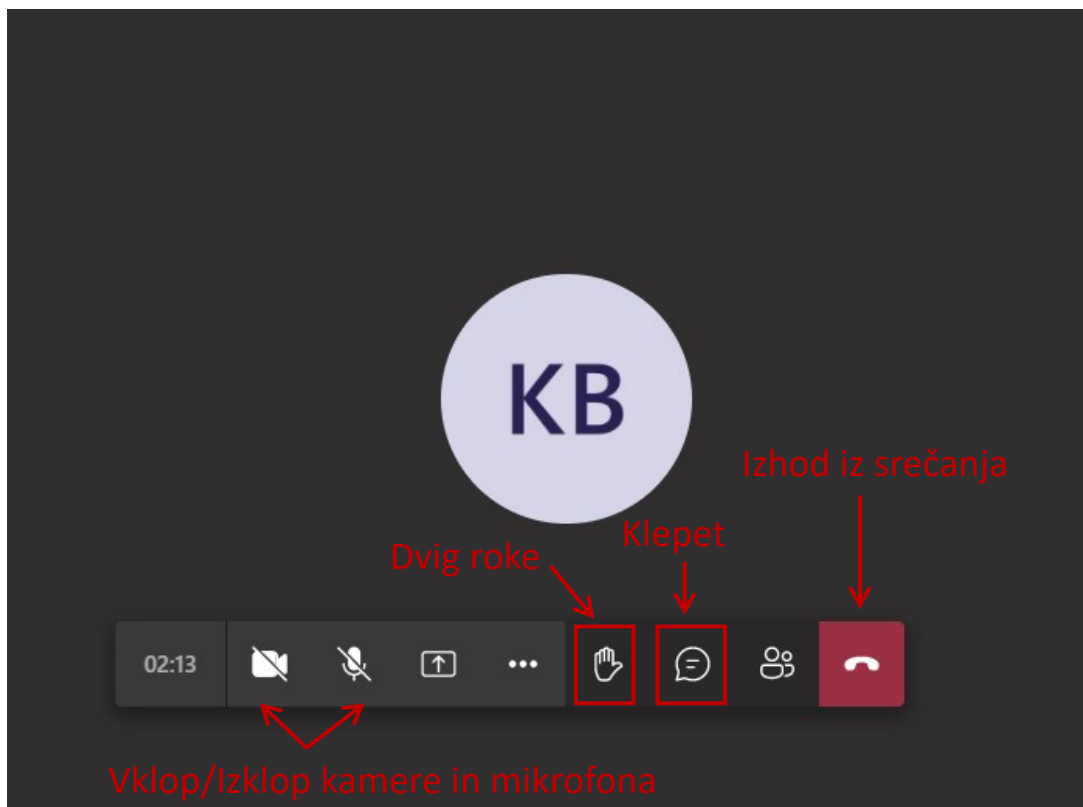 KB
Izhod iz srečanja
Klepet
Dvig roke
02:13
Vklop/Izklop kamere in mikrofona